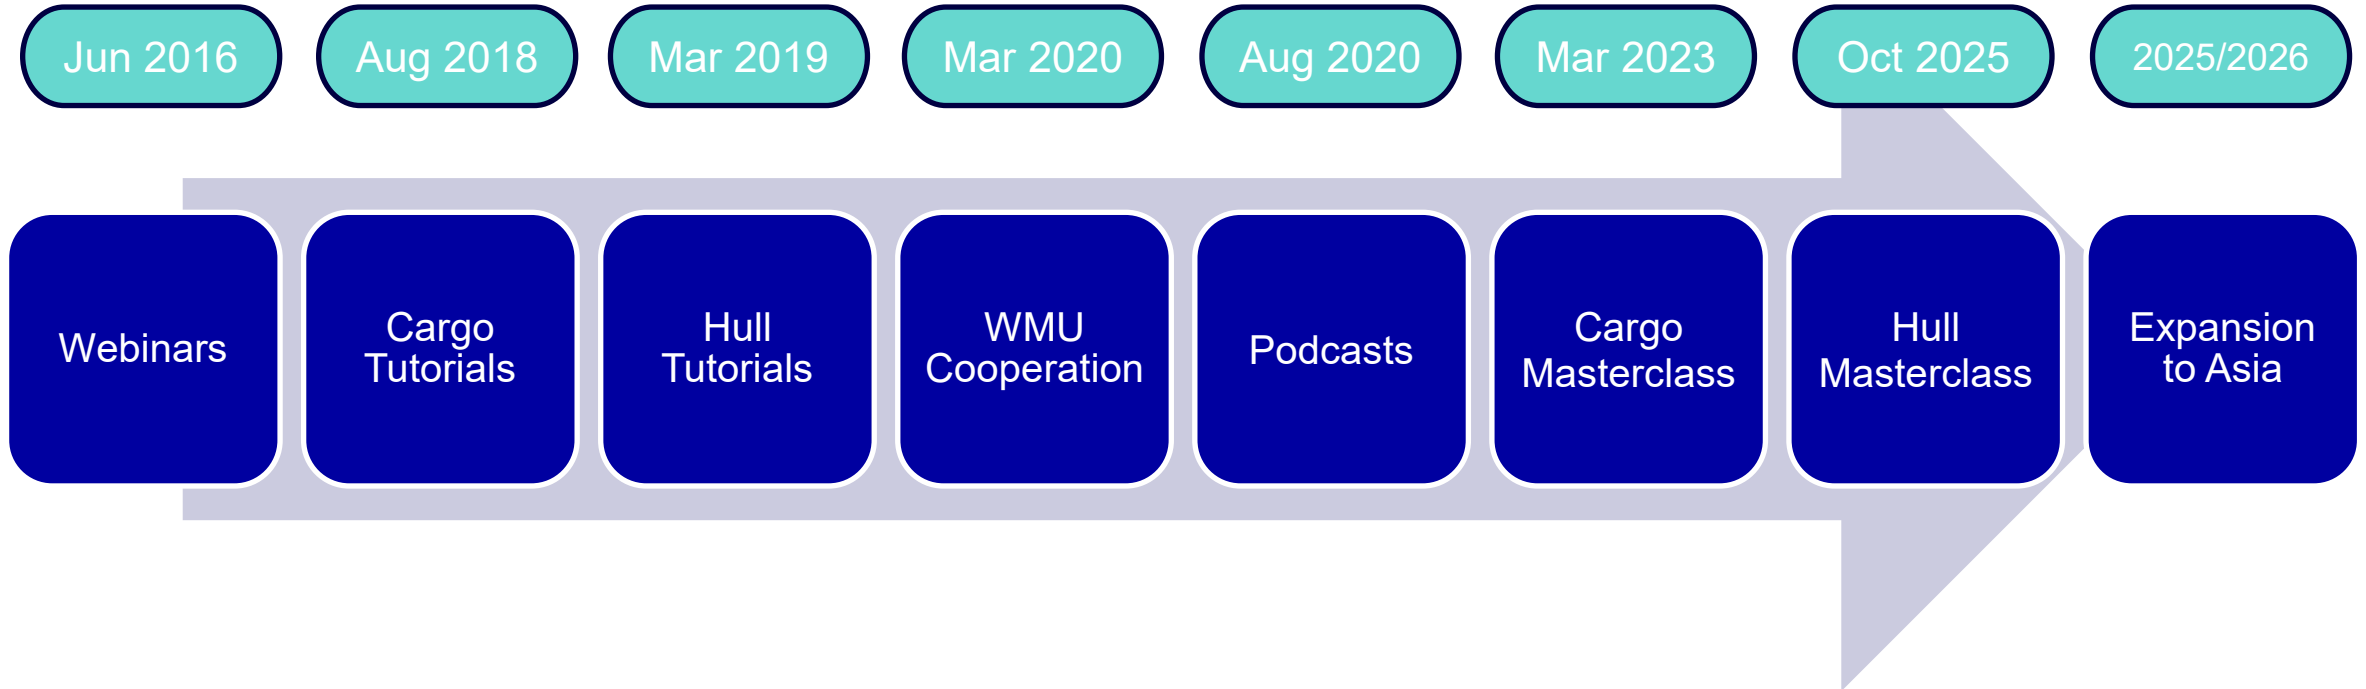 Jun 2016
Aug 2018
Mar 2019
Mar 2020
Aug 2020
Mar 2023
Oct 2025
2025/2026
Webinars
Cargo
Tutorials
Hull
Tutorials
WMU
Cooperation
Podcasts
Cargo
Masterclass
Hull
Masterclass
Expansion
to Asia